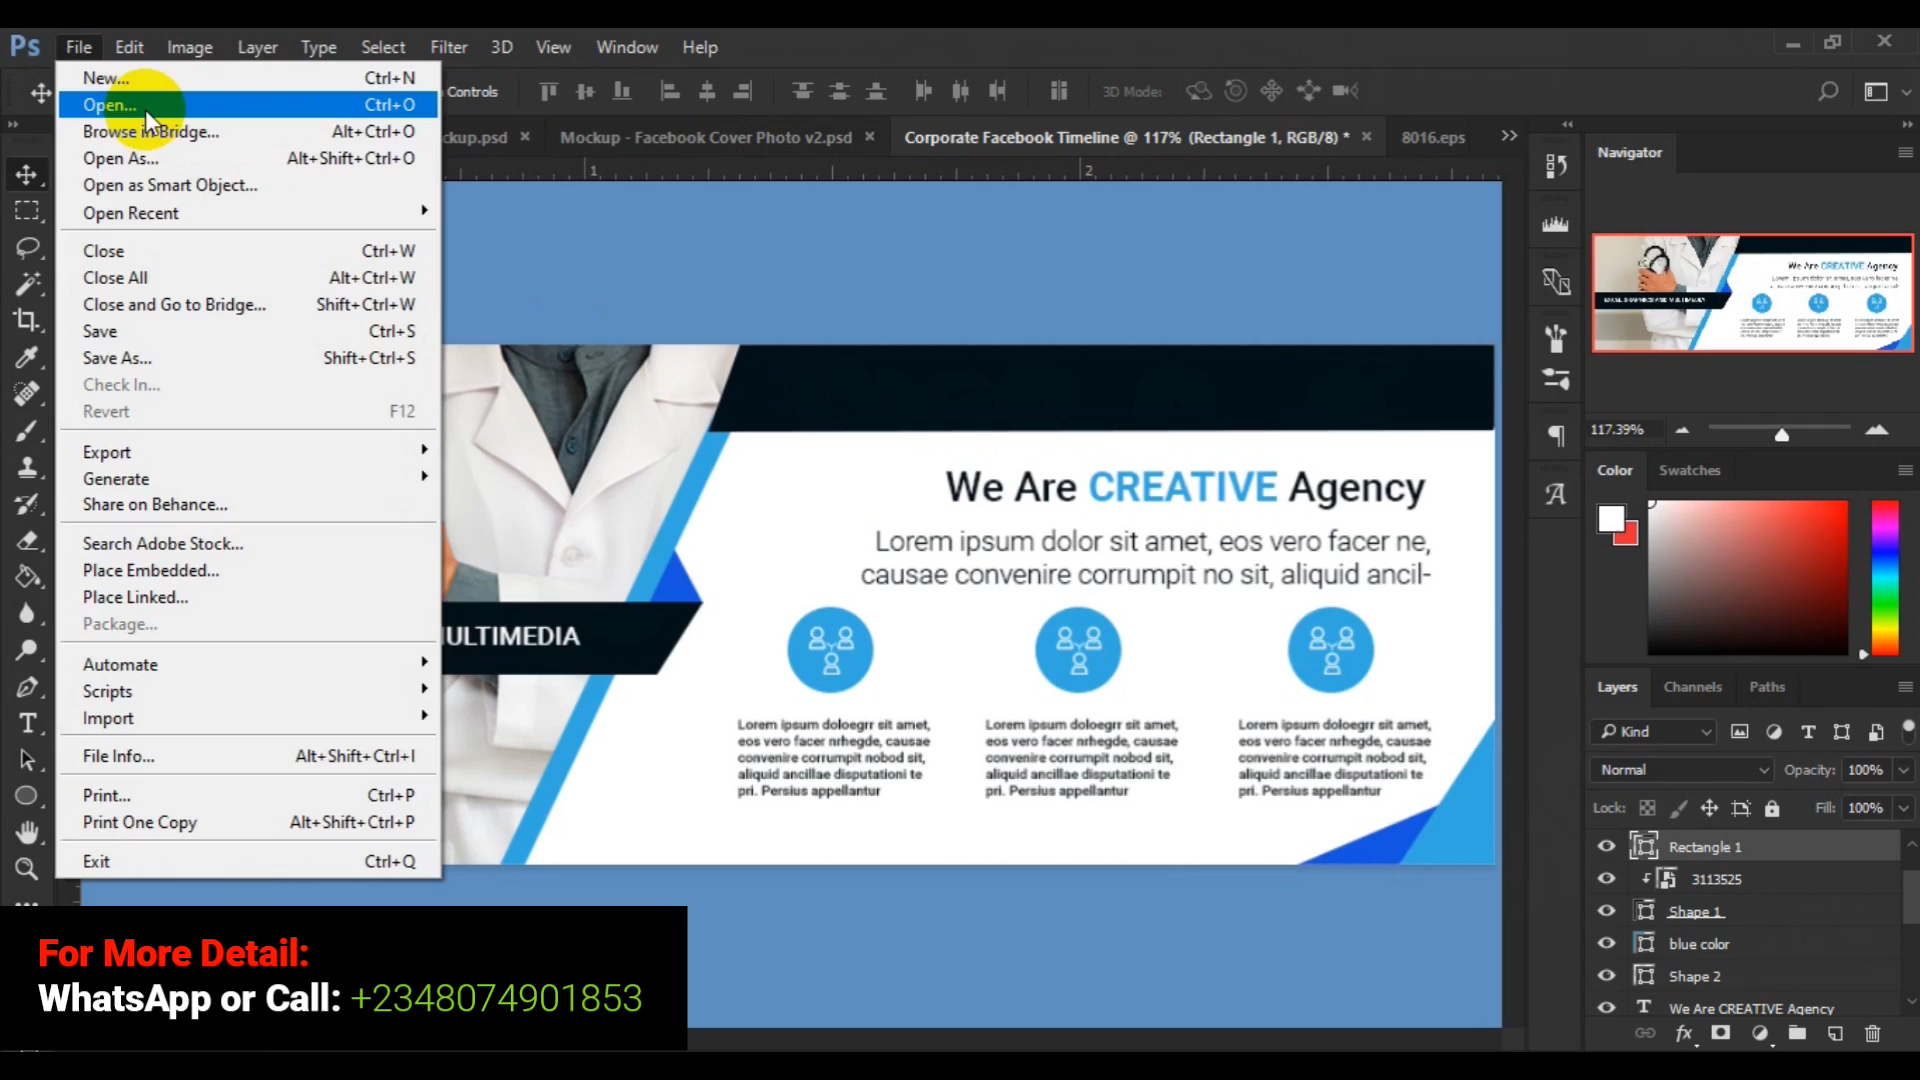 Ps File Edit Image Layer Type Select Filter 3D View Window Help
Controls 3D Mode:
ckup.psd × Mockup - Facebook Cover Photo v2.psd × Corporate Facebook Timeline @ 117% (Rectangle 1, RGB/8) * × 8016.eps >>
New... Ctrl+N
Open... Ctrl+O
Browse in Bridge... Alt+Ctrl+O
Open As... Alt+Shift+Ctrl+O
Open as Smart Object...
Open Recent
Close Ctrl+W
Close All Alt+Ctrl+W
Close and Go to Bridge... Shift+Ctrl+W
Save Ctrl+S
Save As... Shift+Ctrl+S
Check In...
Revert F12
Export
Generate
Share on Behance...
Search Adobe Stock...
Place Embedded...
Place Linked...
Package...
Automate
Scripts
Import
File Info... Alt+Shift+Ctrl+I
Print... Ctrl+P
Print One Copy Alt+Shift+Ctrl+P
Exit Ctrl+Q
1 2
We Are CREATIVE Agency
Lorem ipsum dolor sit amet, eos vero facer ne,
causae convenire corrumpit no sit, aliquid ancil-
ULTIMEDIA
Lorem ipsum doloegrr sit amet,
eos vero facer nrhegde, causae
convenire corrumpit nobod sit,
aliquid ancillae disputationi te
pri. Persius appellantur
Lorem ipsum doloegrr sit amet,
eos vero facer nrhegde, causae
convenire corrumpit nobod sit,
aliquid ancillae disputationi te
pri. Persius appellantur
Lorem ipsum doloegrr sit amet,
eos vero facer nrhegde, causae
convenire corrumpit nobod sit,
aliquid ancillae disputationi te
pri. Persius appellantur
Navigator
We Are CREATIVE Agency
117.39%
Color Swatches
Layers Channels Paths
Kind
Normal Opacity: 100%
Lock: Fill: 100%
Rectangle 1
3113525
Shape 1
blue color
Shape 2
T We Are CREATIVE Agency
For More Detail:
WhatsApp or Call: +2348074901853